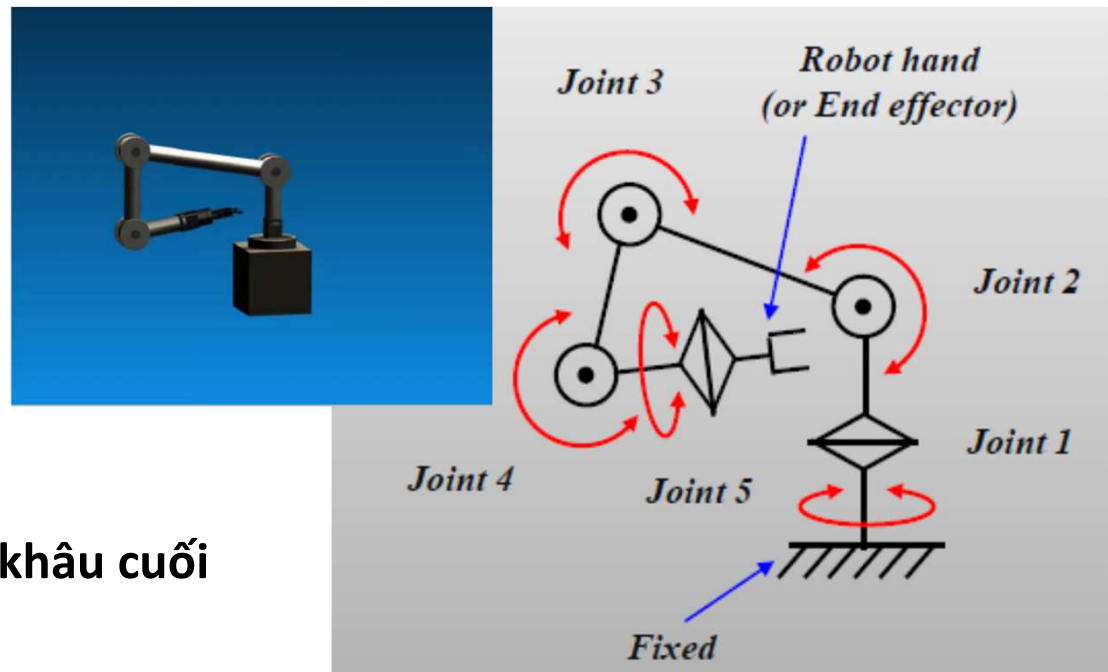 Robot hand
(or End effector)
Joint 3
Joint 2
Joint 1
Joint 4
Joint 5
khâu cuối
Fixed